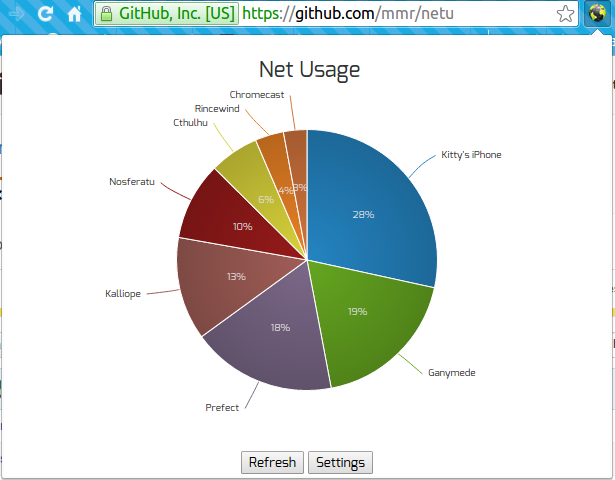 GitHub, Inc. [US] https://github.com/mmr/netu
Net Usage
Chromecast
Rincewind
Cthulhu
Kitty's iPhone
Nosferatu
3%
4%
6%
28%
10%
13%
Kalliope
19%
18%
Ganymede
Prefect
Refresh Settings